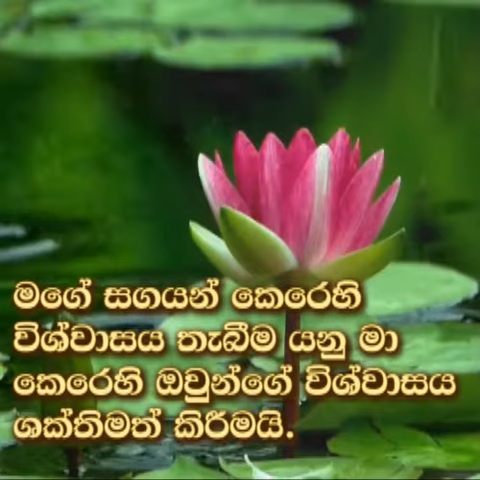 මගේ සගයන් කෙරෙහි
විශ්වාසය තැබීම යනු මා
කෙරෙහි ඔවුන්ගේ විශ්වාසය
ශක්තිමත් කිරීමයි.